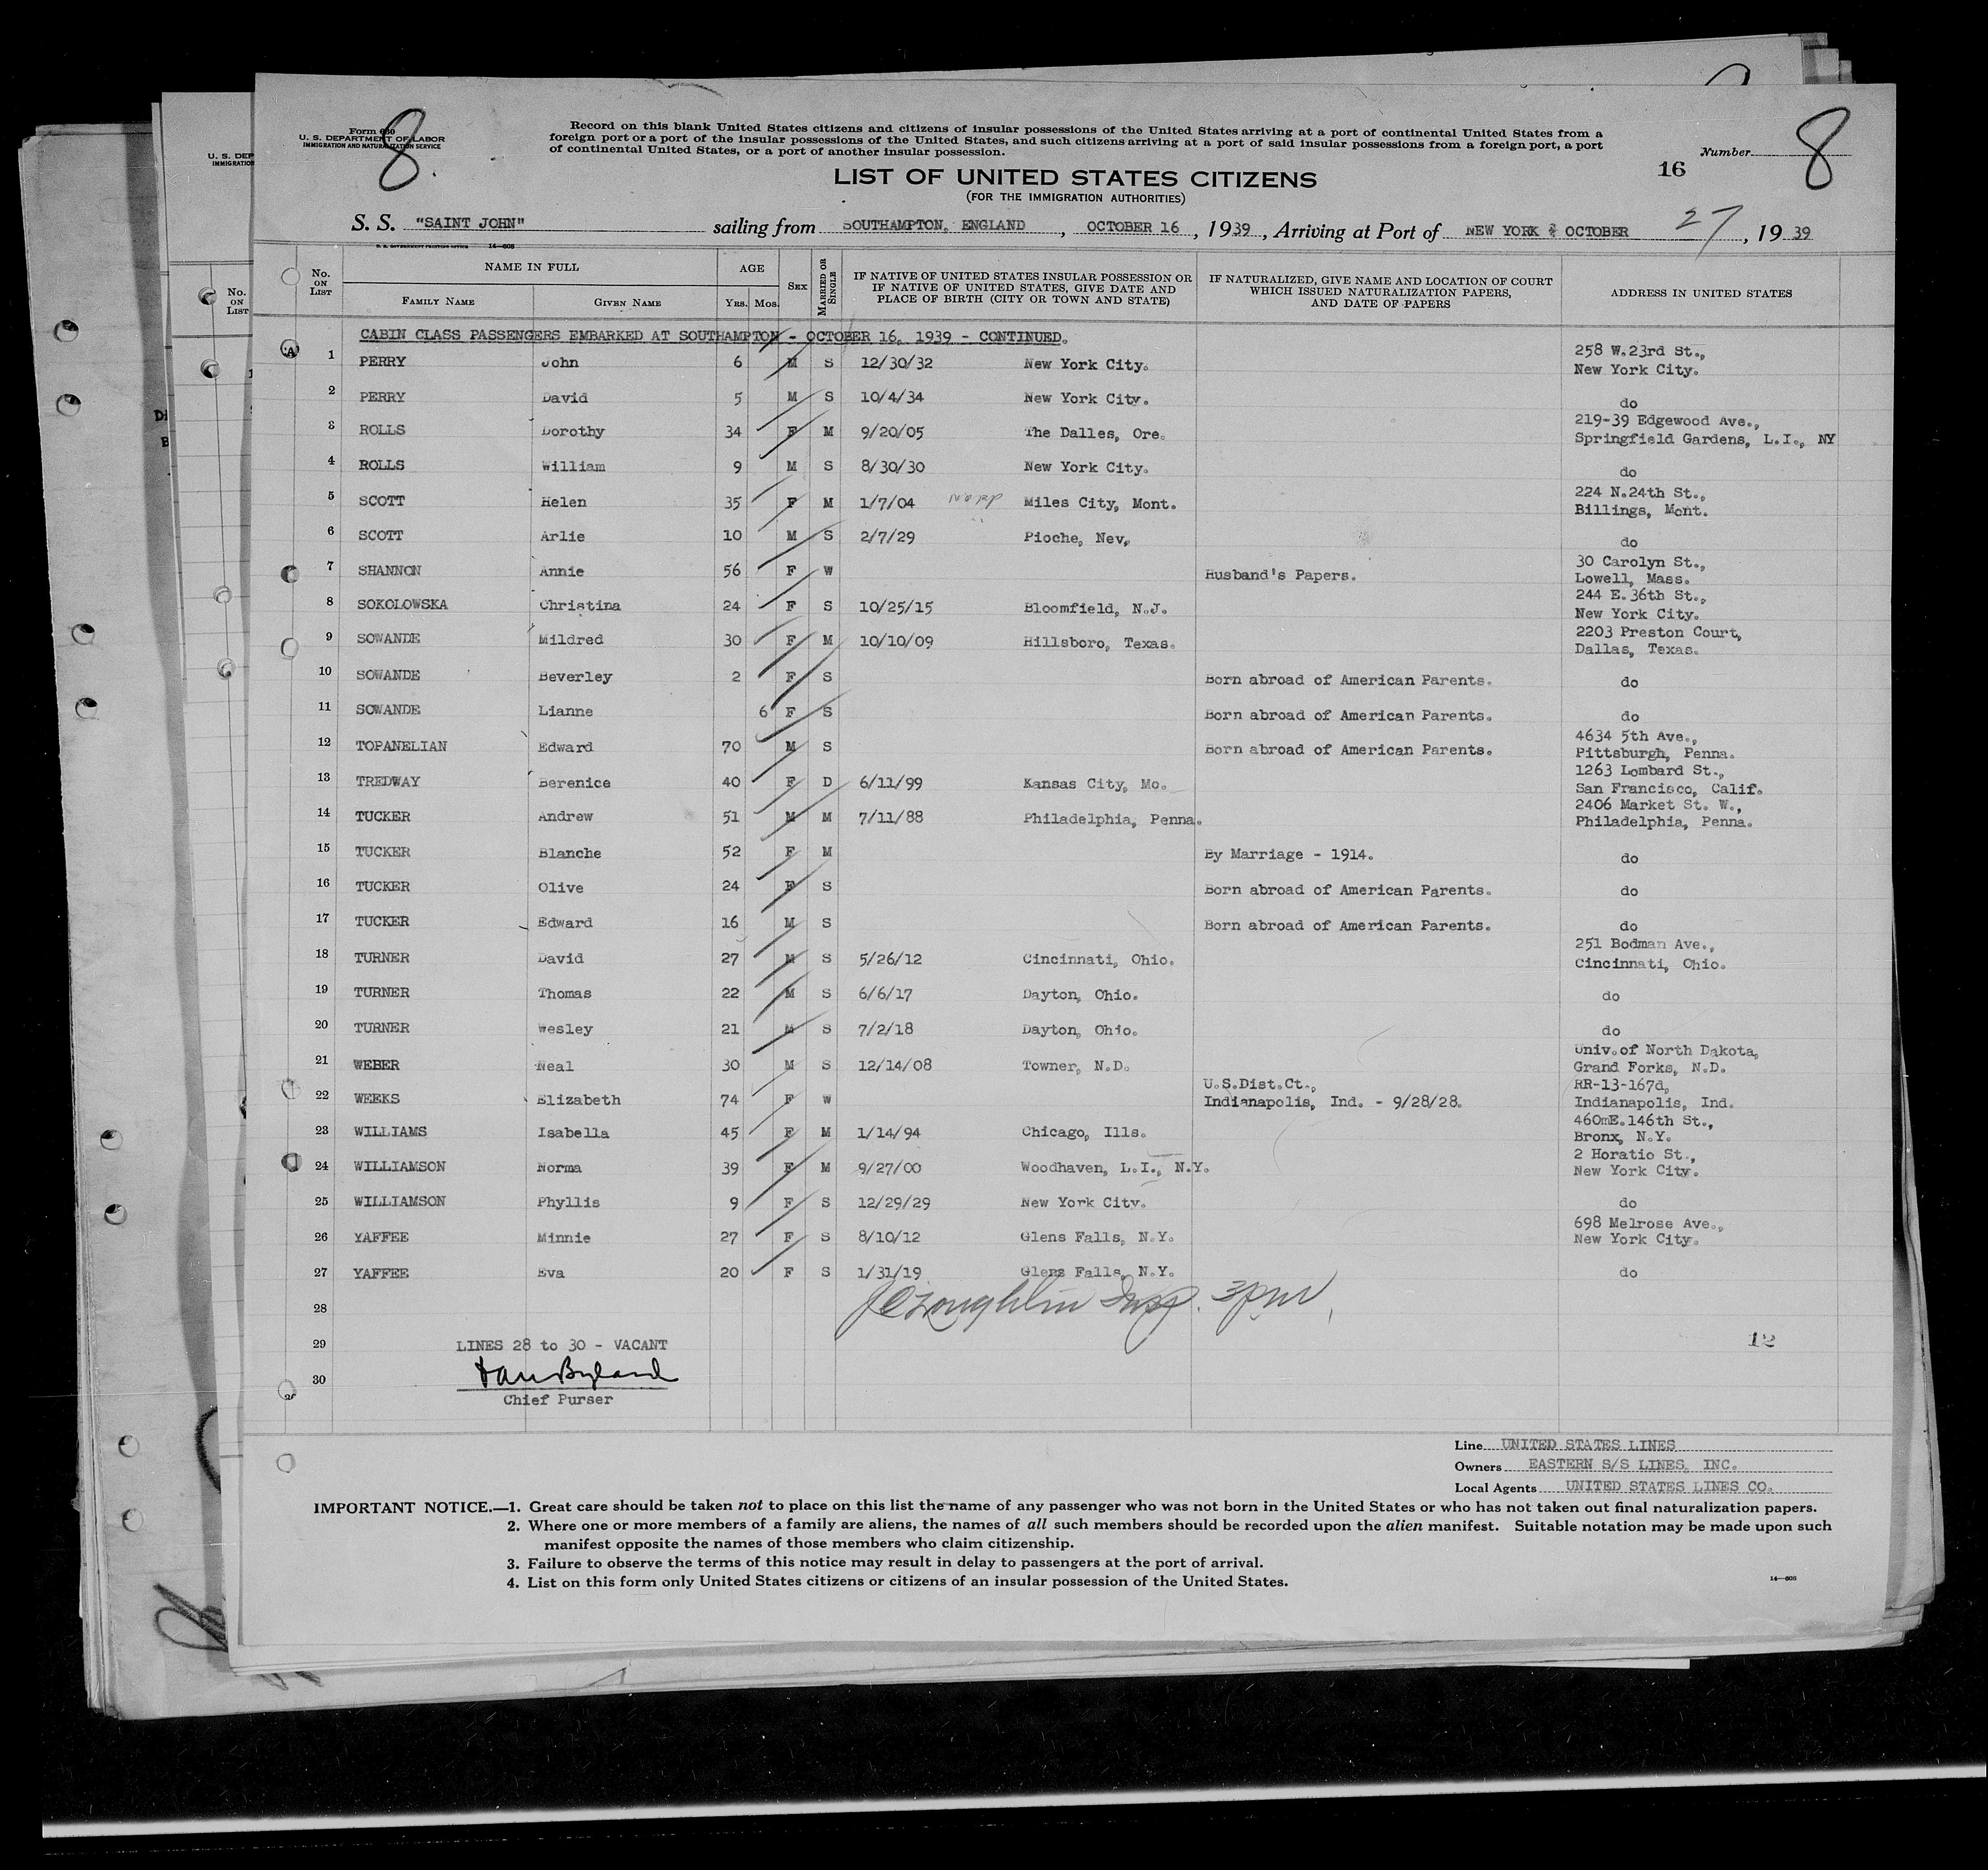 Form 630
U. S. DEPARTMENT OF LABOR
IMMIGRATION AND NATURALIZATION SERVICE
8
Record on this blank United States citizens and citizens of insular possessions of the United States arriving at a port of continental United States from a
foreign port or a port of the insular possessions of the United States, and such citizens arriving at a port of said insular possessions from a foreign port, a port
of continental United States, or a port of another insular possession.
Number 8
16
LIST OF UNITED STATES CITIZENS
(FOR THE IMMIGRATION AUTHORITIES)
S. S. "SAINT JOHN" sailing from SOUTHAMPTON, ENGLAND, OCTOBER 16, 1939, Arriving at Port of NEW YORK OCTOBER 27, 1939
U. S. GOVERNMENT PRINTING OFFICE 14—608
No. ON LIST NAME IN FULL AGE SEX MARRIED OR SINGLE IF NATIVE OF UNITED STATES INSULAR POSSESSION OR IF NATIVE OF UNITED STATES, GIVE DATE AND PLACE OF BIRTH (CITY OR TOWN AND STATE) IF NATURALIZED, GIVE NAME AND LOCATION OF COURT WHICH ISSUED NATURALIZATION PAPERS, AND DATE OF PAPERS ADDRESS IN UNITED STATES
FAMILY NAME GIVEN NAME Yrs. Mos.
CABIN CLASS PASSENGERS EMBARKED AT SOUTHAMPTON - OCTOBER 16, 1939 - CONTINUED.
1 PERRY John 6 M S 12/30/32 New York City. 258 W.23rd St., New York City.
2 PERRY David 5 M S 10/4/34 New York City. do
3 ROLLS Dorothy 34 F M 9/20/05 The Dalles, Ore. 219-39 Edgewood Ave., Springfield Gardens, L.I., NY
4 ROLLS William 9 M S 8/30/30 New York City. do
5 SCOTT Helen 35 F M 1/7/04 Miles City, Mont. 224 N.24th St., Billings, Mont.
6 SCOTT Arlie 10 M S 2/7/29 Pioche, Nev. do
7 SHANNON Annie 56 F W Husband's Papers. 30 Carolyn St., Lowell, Mass.
8 SOKOLOWSKA Christina 24 F S 10/25/15 Bloomfield, N.J. 244 E.36th St., New York City.
9 SOWANDE Mildred 30 F M 10/10/09 Hillsboro, Texas. 2203 Preston Court, Dallas, Texas.
10 SOWANDE Beverley 2 F S Born abroad of American Parents. do
11 SOWANDE Lianne 6 F S Born abroad of American Parents. do
12 TOPANELIAN Edward 70 M S Born abroad of American Parents. 4634 5th Ave., Pittsburgh, Penna.
13 TREDWAY Berenice 40 F D 6/11/99 Kansas City, Mo. 1263 Lombard St., San Francisco, Calif.
14 TUCKER Andrew 51 M M 7/11/88 Philadelphia, Penna. 2406 Market St. W., Philadelphia, Penna.
15 TUCKER Blanche 52 F M By Marriage - 1914. do
16 TUCKER Olive 24 F S Born abroad of American Parents. do
17 TUCKER Edward 16 M S Born abroad of American Parents. do
18 TURNER David 27 M S 5/26/12 Cincinnati, Ohio. 251 Bodman Ave., Cincinnati, Ohio.
19 TURNER Thomas 22 M S 6/6/17 Dayton, Ohio. do
20 TURNER Wesley 21 M S 7/2/18 Dayton, Ohio. do
21 WEBER Neal 30 M S 12/14/08 Towner, N.D. Univ.of North Dakota, Grand Forks, N.D.
22 WEEKS Elizabeth 74 F W U.S.Dist.Ct., Indianapolis, Ind. - 9/28/28. RR-13-167d, Indianapolis, Ind.
23 WILLIAMS Isabella 45 F M 1/14/94 Chicago, Ills. 460mE.146th St., Bronx, N.Y.
24 WILLIAMSON Norma 39 F M 9/27/00 Woodhaven, L.I., N.Y. 2 Horatio St., New York City.
25 WILLIAMSON Phyllis 9 F S 12/29/29 New York City. do
26 YAFFEE Minnie 27 F S 8/10/12 Glens Falls, N.Y. 698 Melrose Ave., New York City.
27 YAFFEE Eva 20 F S 1/31/19 Glens Falls, N.Y. do
28 Insp. 3pm
29 LINES 28 to 30 - VACANT 12
30
Chief Purser
Line UNITED STATES LINES
Owners EASTERN S/S LINES, INC.
Local Agents UNITED STATES LINES CO.
IMPORTANT NOTICE.—1. Great care should be taken not to place on this list the name of any passenger who was not born in the United States or who has not taken out final naturalization papers.
2. Where one or more members of a family are aliens, the names of all such members should be recorded upon the alien manifest. Suitable notation may be made upon such
manifest opposite the names of those members who claim citizenship.
3. Failure to observe the terms of this notice may result in delay to passengers at the port of arrival.
4. List on this form only United States citizens or citizens of an insular possession of the United States.
14—608